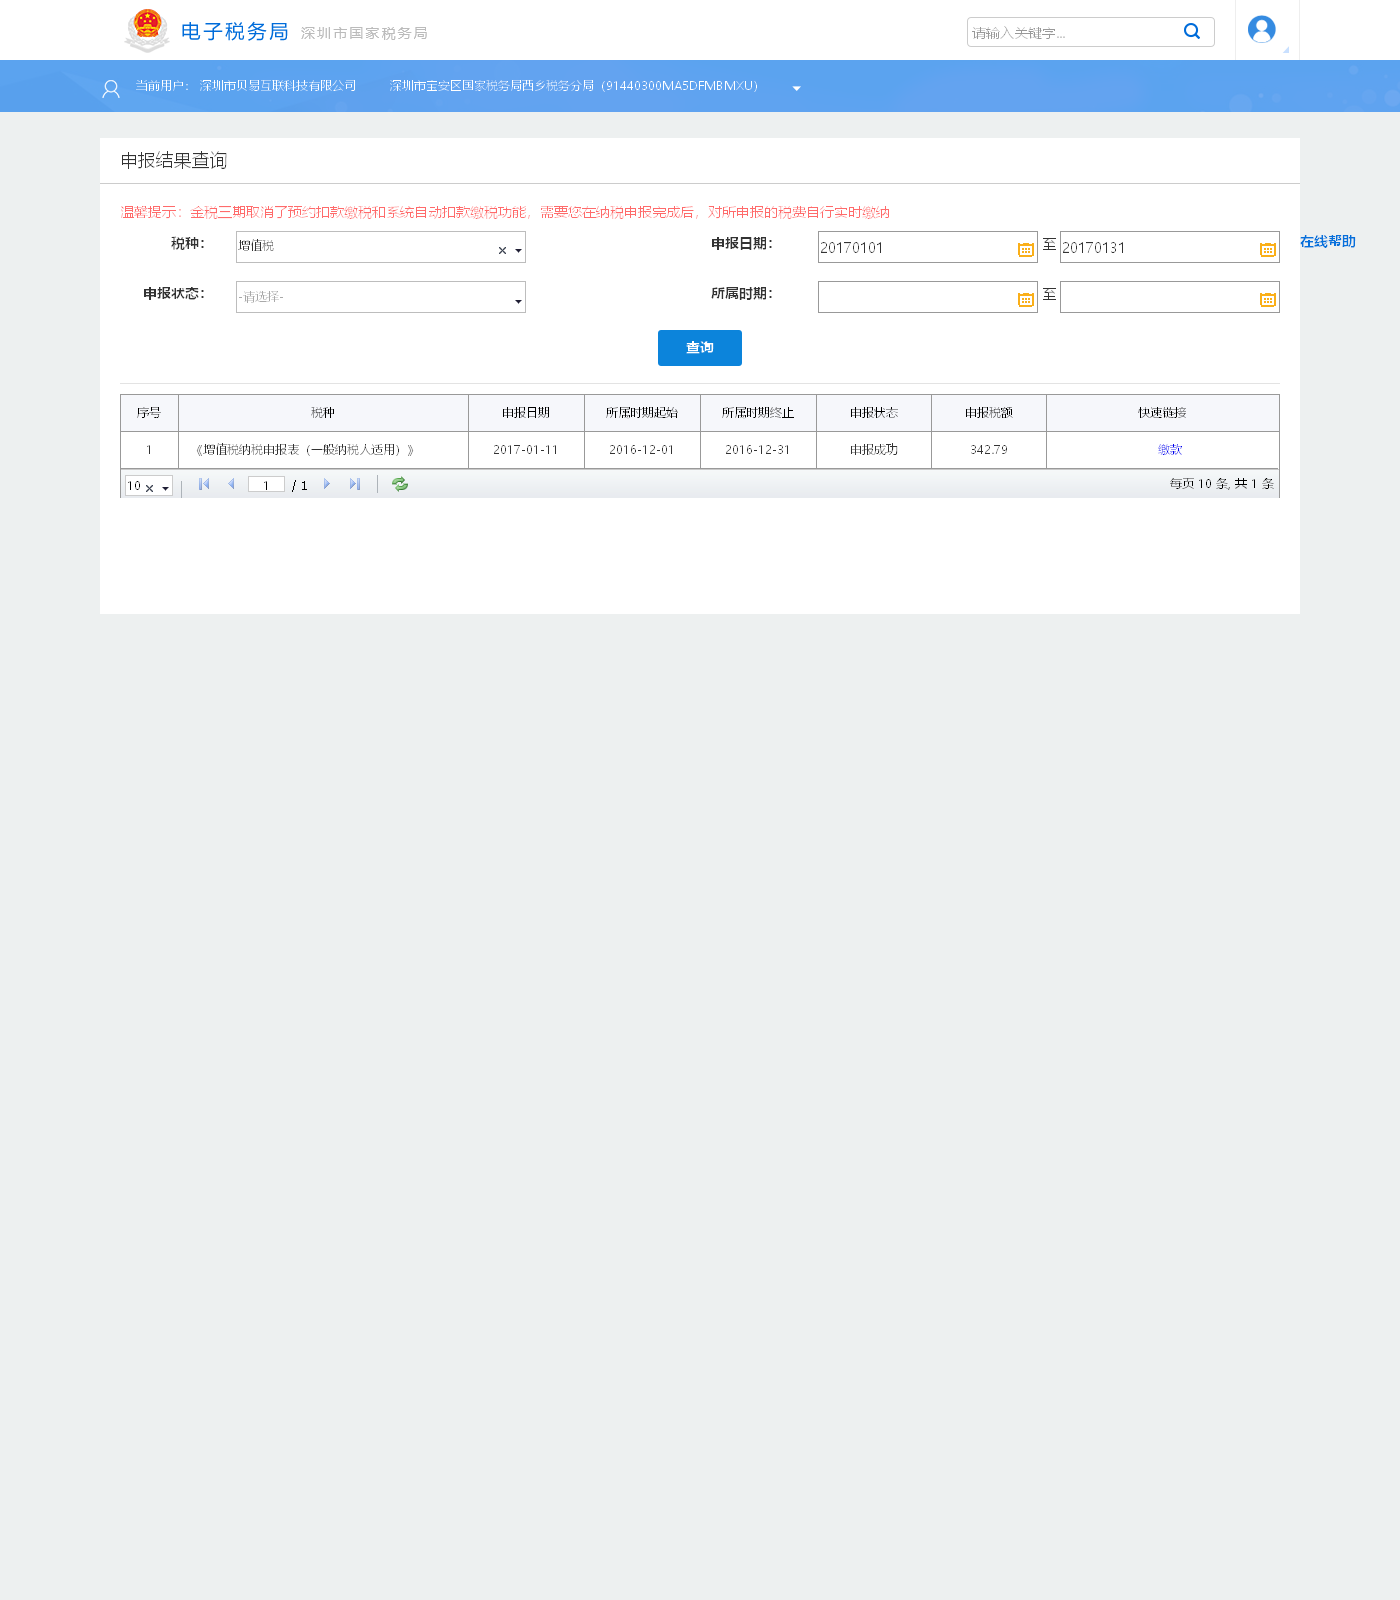 电子税务局 深圳市国家税务局 请输入关键字...
当前用户： 深圳市贝易互联科技有限公司 深圳市宝安区国家税务局西乡税务分局（91440300MA5DFMBMXU）
申报结果查询
温馨提示：金税三期取消了预约扣款缴税和系统自动扣款缴税功能，需要您在纳税申报完成后，对所申报的税费自行实时缴纳
税种： 增值税 申报日期： 20170101 至 20170131 在线帮助
申报状态： -请选择- 所属时期： 至
查询
序号 税种 申报日期 所属时期起始 所属时期终止 申报状态 申报税额 快速链接
1 《增值税纳税申报表（一般纳税人适用）》 2017-01-11 2016-12-01 2016-12-31 申报成功 342.79 缴款
10 1 / 1 每页 10 条, 共 1 条